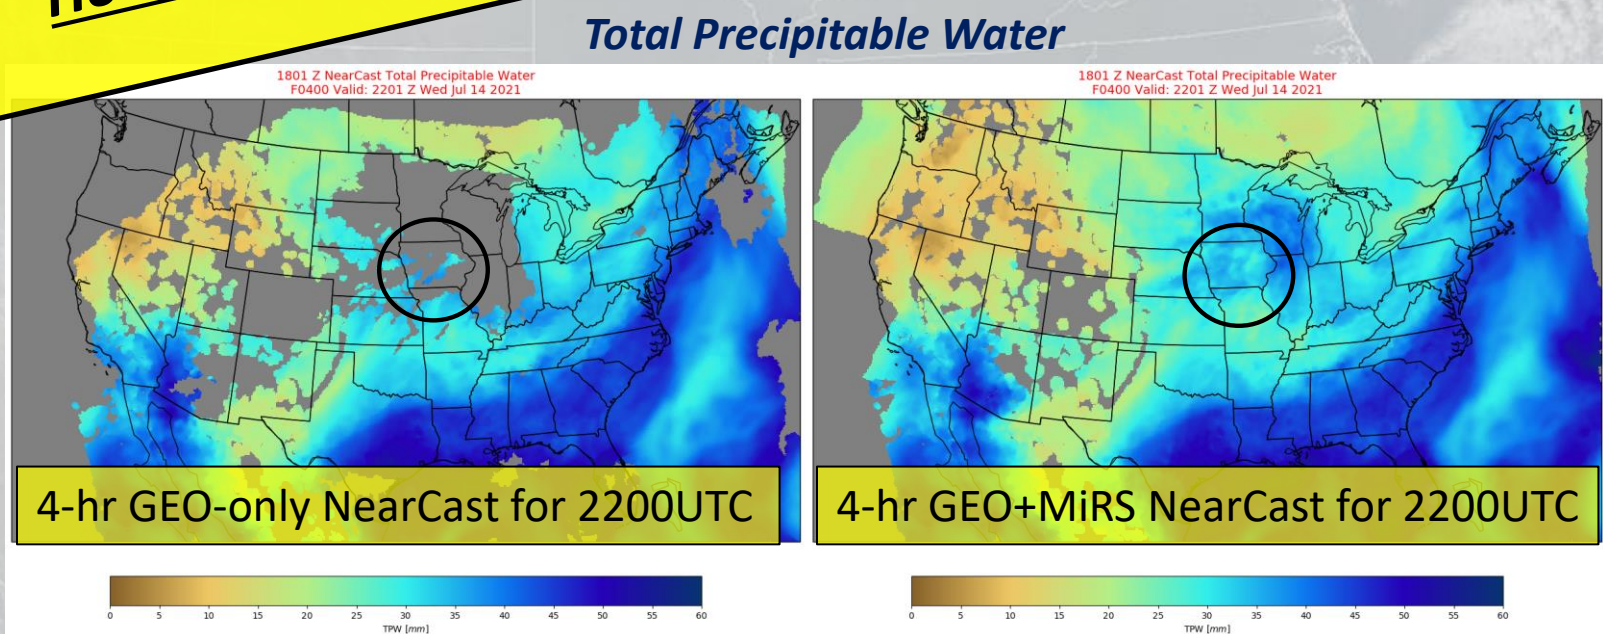 Total Precipitable Water
1801 Z NearCast Total Precipitable Water
F0400 Valid: 2201 Z Wed Jul 14 2021
1801 Z NearCast Total Precipitable Water
F0400 Valid: 2201 Z Wed Jul 14 2021
4-hr GEO-only NearCast for 2200UTC
4-hr GEO+MiRS NearCast for 2200UTC
0 5 10 15 20 25 30 35 40 45 50 55 60
TPW [mm]
0 5 10 15 20 25 30 35 40 45 50 55 60
TPW [mm]